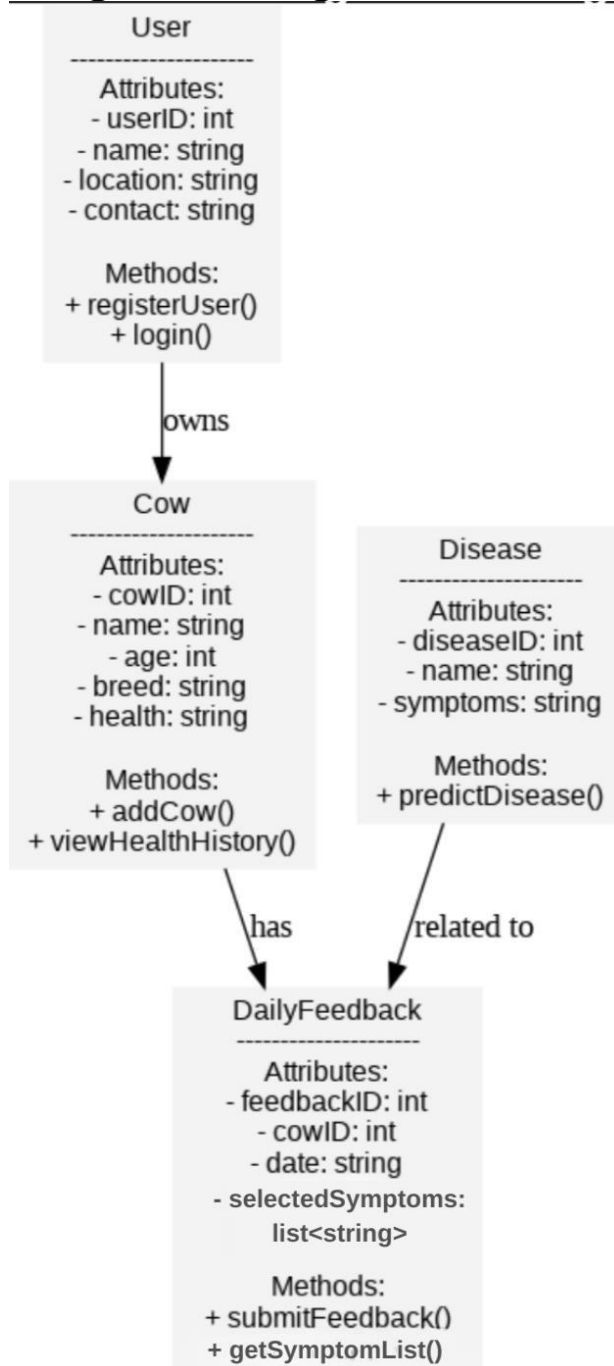 User
---------------------
Attributes:
- userID: int
- name: string
- location: string
- contact: string
Methods:
+ registerUser()
+ login()
owns
Cow
---------------------
Attributes:
- cowID: int
- name: string
- age: int
- breed: string
- health: string
Methods:
+ addCow()
+ viewHealthHistory()
Disease
---------------------
Attributes:
- diseaseID: int
- name: string
- symptoms: string
Methods:
+ predictDisease()
has
related to
DailyFeedback
---------------------
Attributes:
- feedbackID: int
- cowID: int
- date: string
- selectedSymptoms:
list<string>
Methods:
+ submitFeedback()
+ getSymptomList()